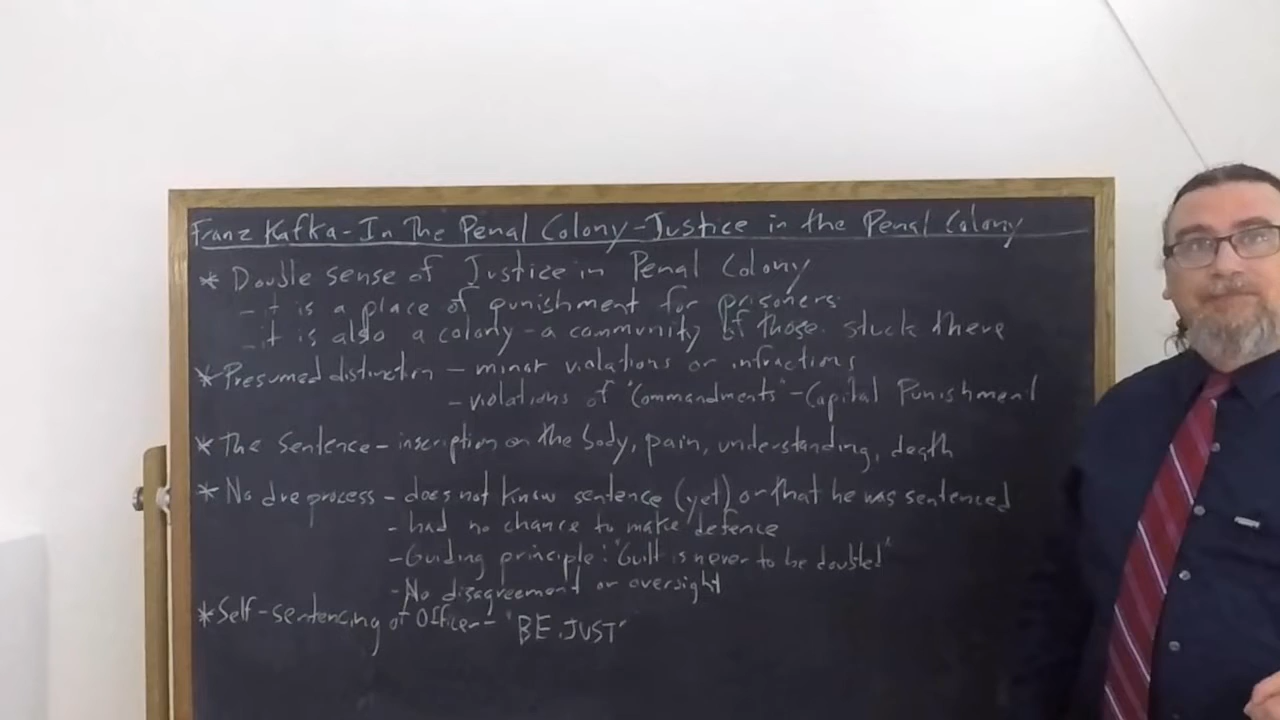 Franz Kafka-In The Penal Colony-Justice in the Penal Colony
* Double sense of Justice in Penal Colony
- it is a place of punishment for prisoners
- it is also a colony - a community of those stuck there
* Presumed distinction - minor violations or infractions
- violations of "Commandments" - Capital Punishment
* The Sentence - inscription on the body, pain, understanding, death
* No due process - does not know sentence (yet) or that he was sentenced
- had no chance to make defence
- Guiding principle: "Guilt is never to be doubted"
- No disagreement or oversight
* Self-sentencing of Officer - "BE JUST"